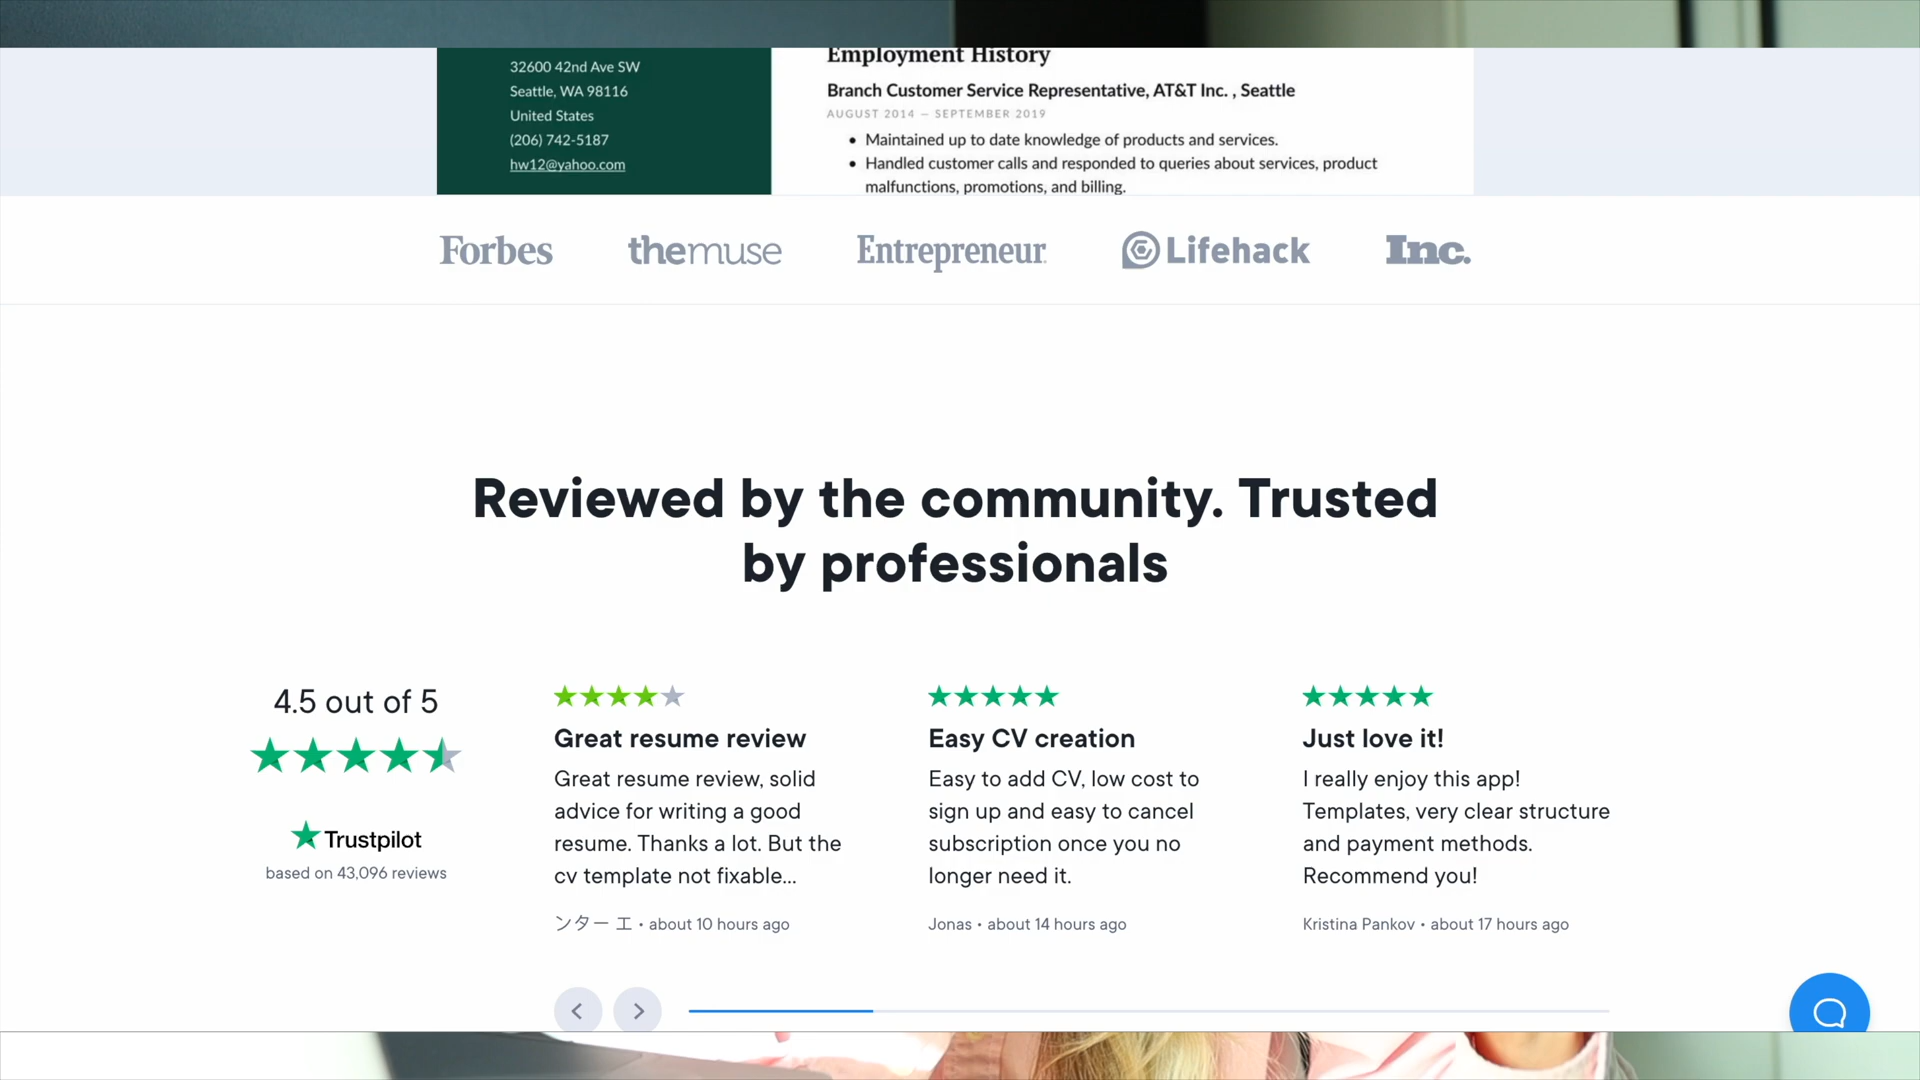 32600 42nd Ave SW
Seattle, WA 98116
United States
(206) 742-5187
hw12@yahoo.com
Employment History
Branch Customer Service Representative, AT&T Inc. , Seattle
AUGUST 2014 — SEPTEMBER 2019
• Maintained up to date knowledge of products and services.
• Handled customer calls and responded to queries about services, product
malfunctions, promotions, and billing.
Forbes
themuse
Entrepreneur
Lifehack
Inc.
Reviewed by the community. Trusted
by professionals
4.5 out of 5
Trustpilot
based on 43,096 reviews
Great resume review
Great resume review, solid
advice for writing a good
resume. Thanks a lot. But the
cv template not fixable...
ンター エ • about 10 hours ago
Easy CV creation
Easy to add CV, low cost to
sign up and easy to cancel
subscription once you no
longer need it.
Jonas • about 14 hours ago
Just love it!
I really enjoy this app!
Templates, very clear structure
and payment methods.
Recommend you!
Kristina Pankov • about 17 hours ago